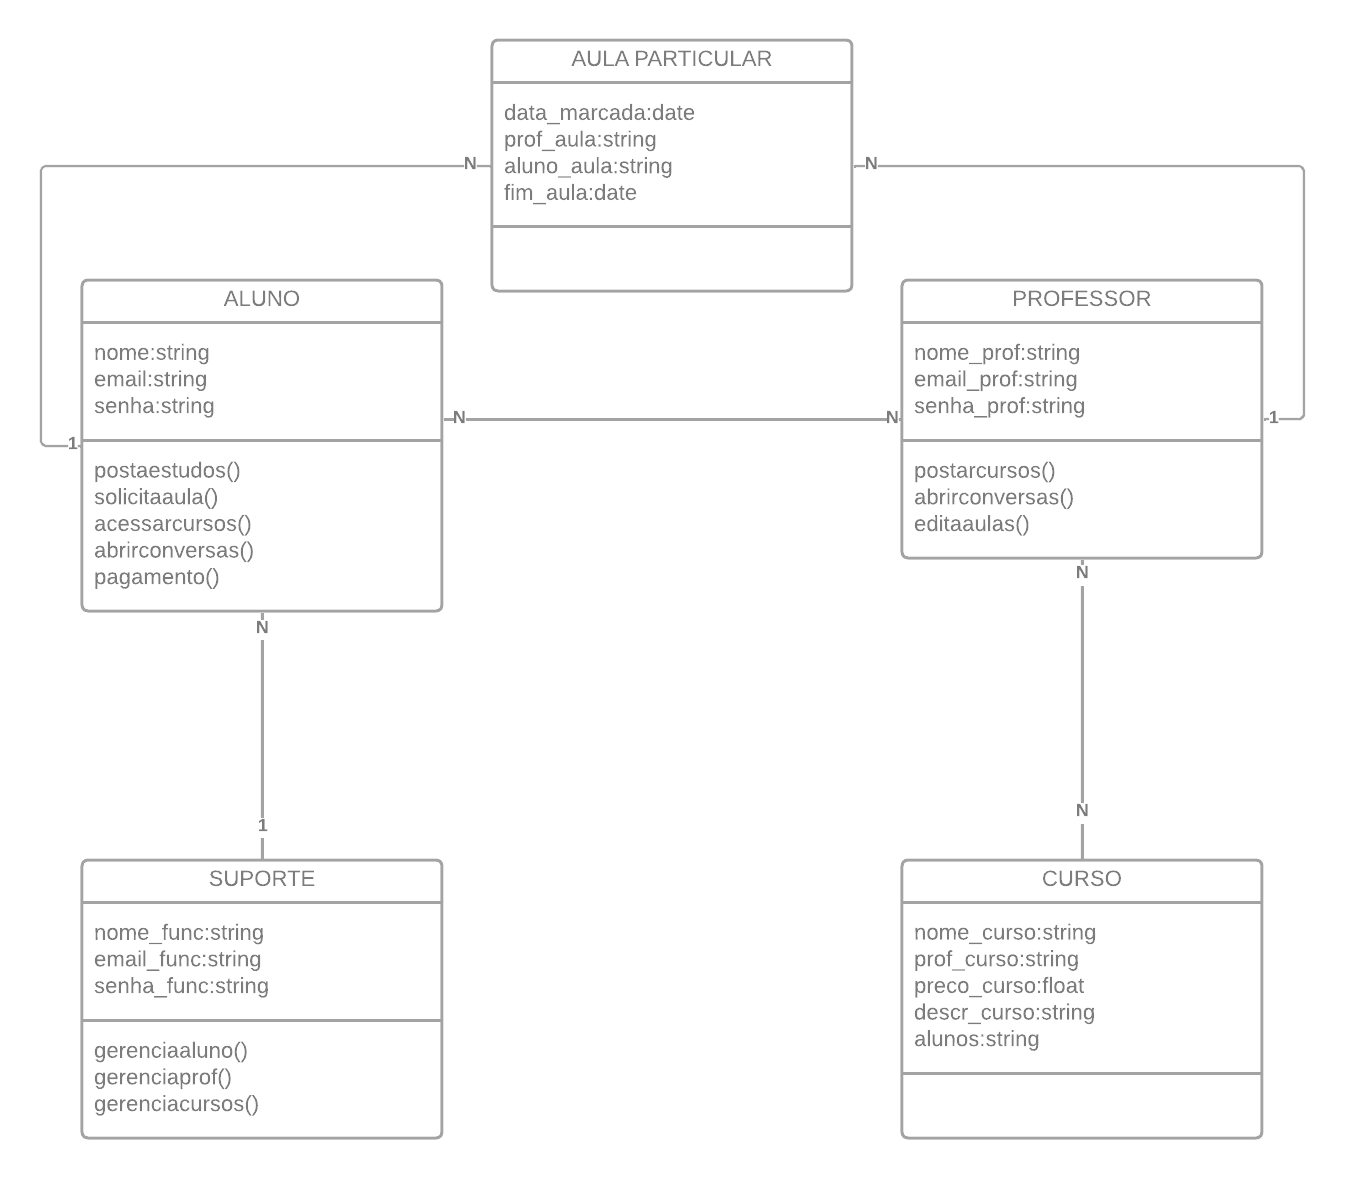 AULA PARTICULAR
data_marcada:date
prof_aula:string
aluno_aula:string
fim_aula:date
N
N
ALUNO
nome:string
email:string
senha:string
postaestudos()
solicitaaula()
acessarcursos()
abrirconversas()
pagamento()
1
N
N
PROFESSOR
nome_prof:string
email_prof:string
senha_prof:string
postarcursos()
abrirconversas()
editaaulas()
1
N
N
1
N
SUPORTE
nome_func:string
email_func:string
senha_func:string
gerenciaaluno()
gerenciaprof()
gerenciacursos()
CURSO
nome_curso:string
prof_curso:string
preco_curso:float
descr_curso:string
alunos:string